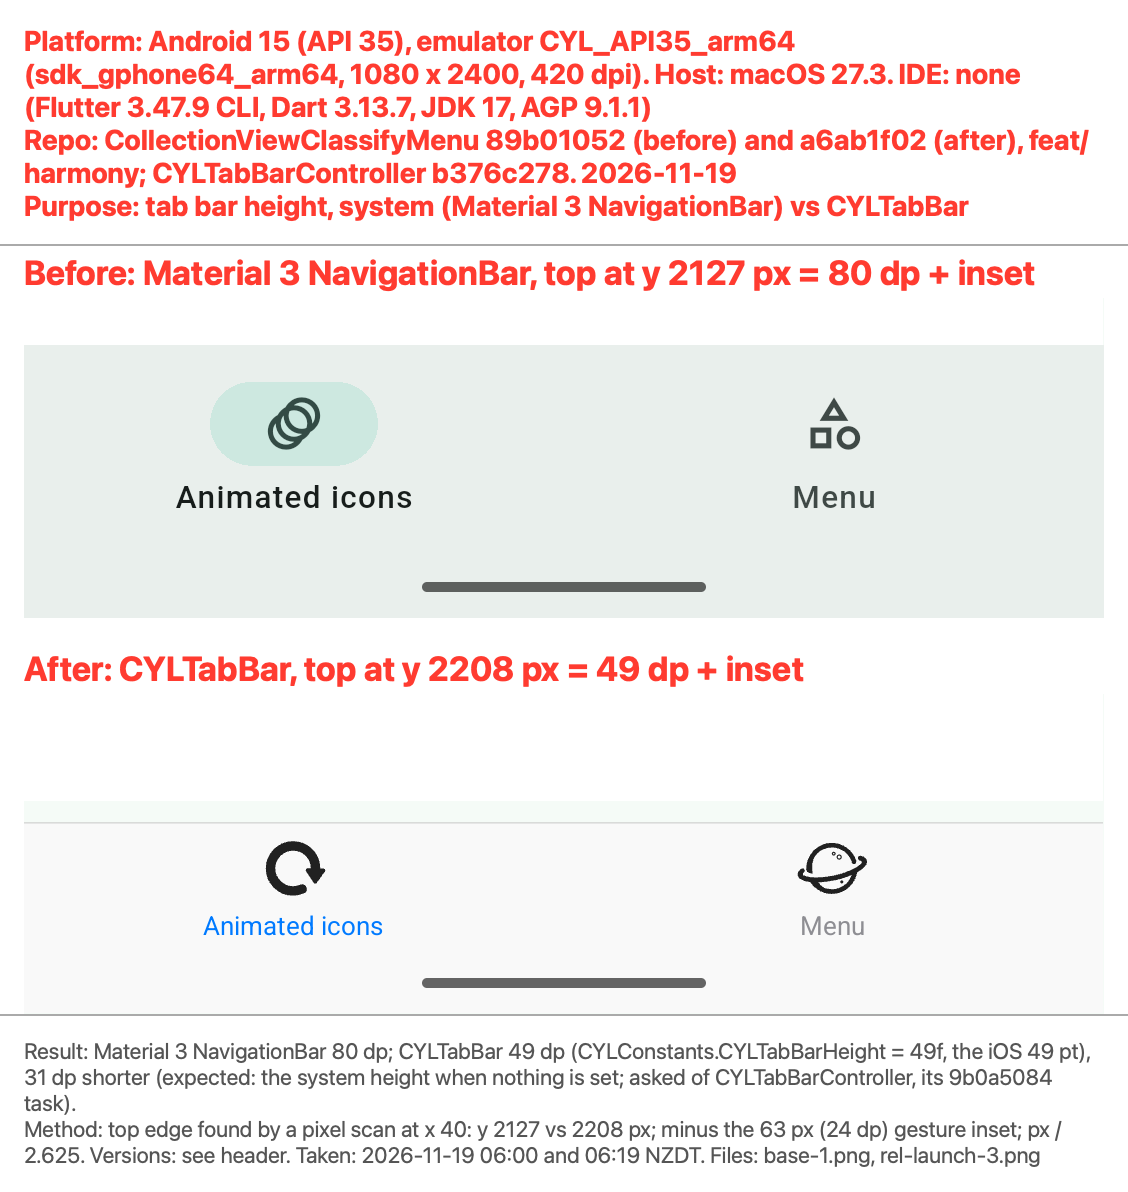 Platform: Android 15 (API 35), emulator CYL_API35_arm64
(sdk_gphone64_arm64, 1080 x 2400, 420 dpi). Host: macOS 27.3. IDE: none
(Flutter 3.47.9 CLI, Dart 3.13.7, JDK 17, AGP 9.1.1)
Repo: CollectionViewClassifyMenu 89b01052 (before) and a6ab1f02 (after), feat/
harmony; CYLTabBarController b376c278. 2026-11-19
Purpose: tab bar height, system (Material 3 NavigationBar) vs CYLTabBar
Before: Material 3 NavigationBar, top at y 2127 px = 80 dp + inset
Animated icons
Menu
After: CYLTabBar, top at y 2208 px = 49 dp + inset
Animated icons
Menu
Result: Material 3 NavigationBar 80 dp; CYLTabBar 49 dp (CYLConstants.CYLTabBarHeight = 49f, the iOS 49 pt),
31 dp shorter (expected: the system height when nothing is set; asked of CYLTabBarController, its 9b0a5084
task).
Method: top edge found by a pixel scan at x 40: y 2127 vs 2208 px; minus the 63 px (24 dp) gesture inset; px /
2.625. Versions: see header. Taken: 2026-11-19 06:00 and 06:19 NZDT. Files: base-1.png, rel-launch-3.png